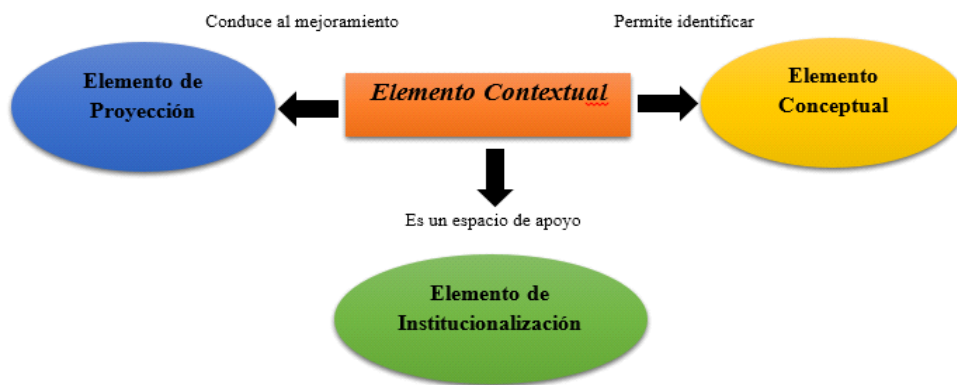 Conduce al mejoramiento
Permite identificar
Elemento de
Proyección
Elemento Contextual
Elemento
Conceptual
Es un espacio de apoyo
Elemento de
Institucionalización